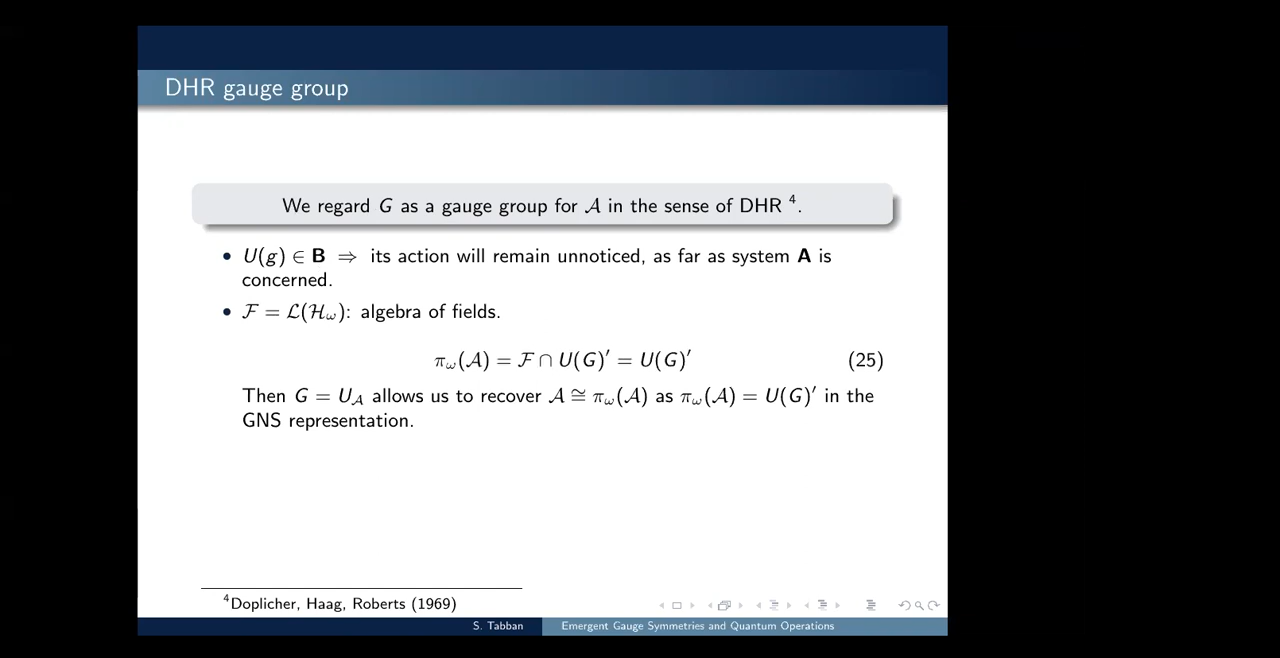 DHR gauge group
We regard G as a gauge group for 𝒜 in the sense of DHR ⁴.
• U(g) ∈ B ⇒ its action will remain unnoticed, as far as system A is
concerned.
• ℱ = ℒ(ℋ_ω): algebra of fields.
π_ω(𝒜) = ℱ ∩ U(G)′ = U(G)′ (25)
Then G = U_𝒜 allows us to recover 𝒜 ≅ π_ω(𝒜) as π_ω(𝒜) = U(G)′ in the
GNS representation.
⁴Doplicher, Haag, Roberts (1969)
S. Tabban Emergent Gauge Symmetries and Quantum Operations